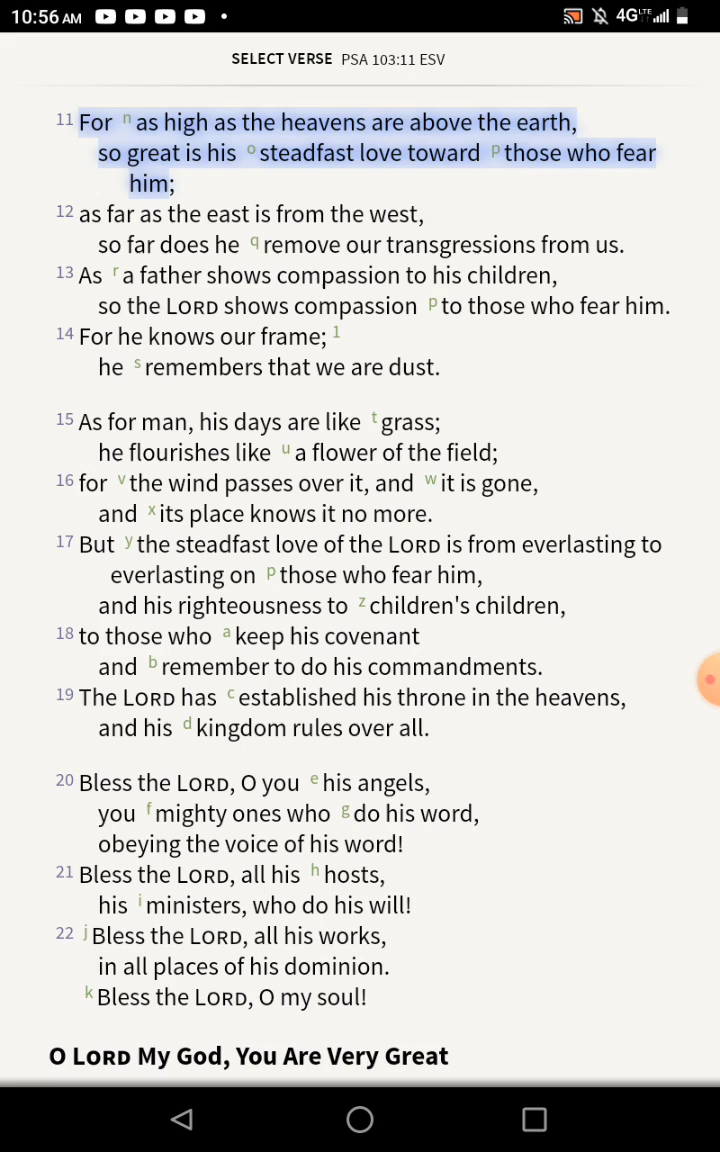 10:56 AM
4G LTE
SELECT VERSE PSA 103:11 ESV
11 For n as high as the heavens are above the earth,
so great is his o steadfast love toward p those who fear
him;
12 as far as the east is from the west,
so far does he q remove our transgressions from us.
13 As r a father shows compassion to his children,
so the LORD shows compassion p to those who fear him.
14 For he knows our frame; 1
he s remembers that we are dust.
15 As for man, his days are like t grass;
he flourishes like u a flower of the field;
16 for v the wind passes over it, and w it is gone,
and x its place knows it no more.
17 But y the steadfast love of the LORD is from everlasting to
everlasting on p those who fear him,
and his righteousness to z children's children,
18 to those who a keep his covenant
and b remember to do his commandments.
19 The LORD has c established his throne in the heavens,
and his d kingdom rules over all.
20 Bless the LORD, O you e his angels,
you f mighty ones who g do his word,
obeying the voice of his word!
21 Bless the LORD, all his h hosts,
his i ministers, who do his will!
22 j Bless the LORD, all his works,
in all places of his dominion.
k Bless the LORD, O my soul!
O LORD My God, You Are Very Great